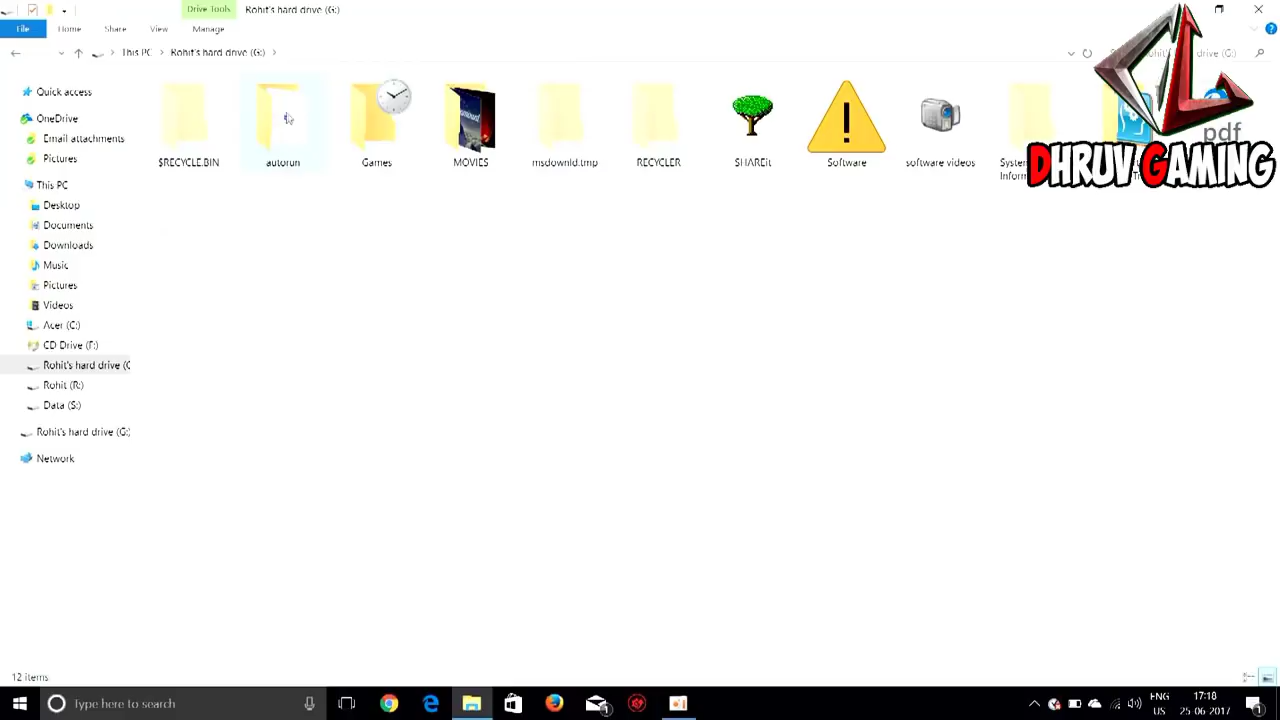 Drive Tools
Rohit's hard drive (G:)
File
Home
Share
View
Manage
This PC
Rohit's hard drive (G:)
drive (G:)
DHRUV GAMING
pdf
Quick access
OneDrive
Email attachments
Pictures
This PC
Desktop
Documents
Downloads
Music
Pictures
Videos
Acer (C:)
CD Drive (F:)
Rohit's hard drive (G
Rohit (R:)
Data (S:)
Rohit's hard drive (G:)
Network
$RECYCLE.BIN
autorun
Games
MOVIES
msdownld.tmp
RECYCLER
SHAREit
Software
software videos
12 items
Type here to search
ENG
US
17:18
25-06-2017